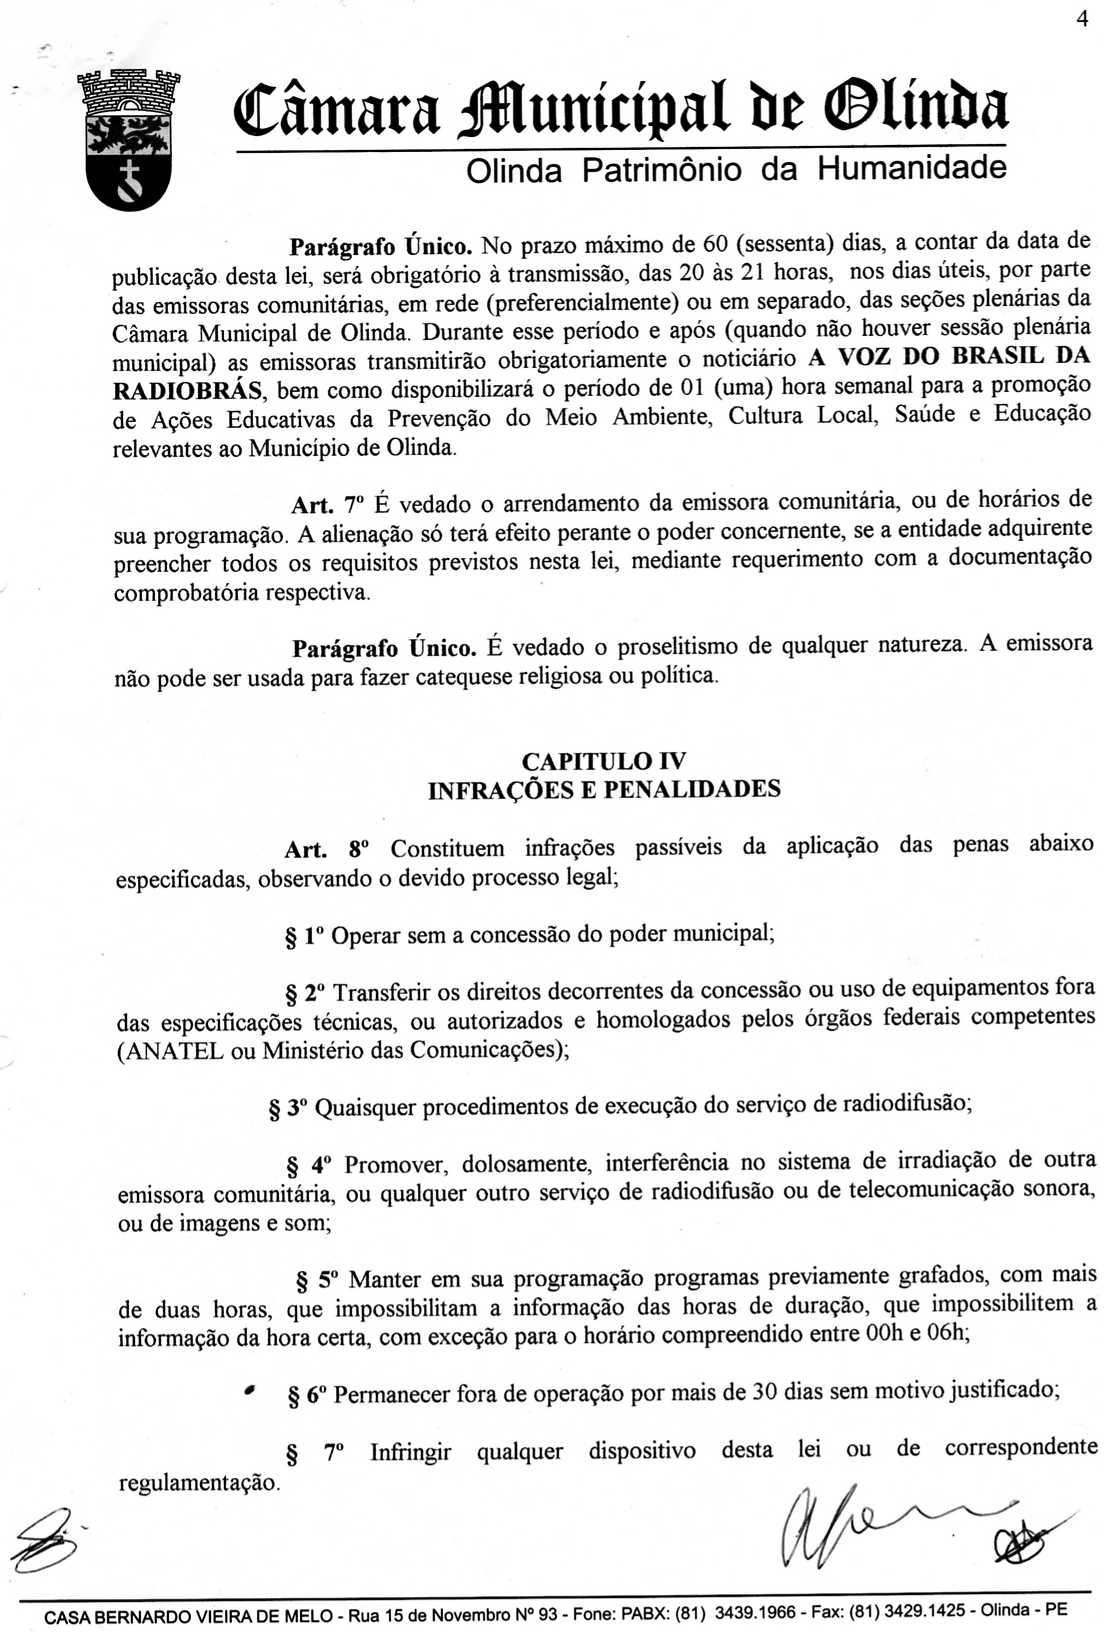 4
Câmara Municipal de Olinda
Olinda Patrimônio da Humanidade
Parágrafo Único. No prazo máximo de 60 (sessenta) dias, a contar da data de
publicação desta lei, será obrigatório à transmissão, das 20 às 21 horas, nos dias úteis, por parte
das emissoras comunitárias, em rede (preferencialmente) ou em separado, das seções plenárias da
Câmara Municipal de Olinda. Durante esse período e após (quando não houver sessão plenária
municipal) as emissoras transmitirão obrigatoriamente o noticiário A VOZ DO BRASIL DA
RADIOBRÁS, bem como disponibilizará o período de 01 (uma) hora semanal para a promoção
de Ações Educativas da Prevenção do Meio Ambiente, Cultura Local, Saúde e Educação
relevantes ao Município de Olinda.
Art. 7º É vedado o arrendamento da emissora comunitária, ou de horários de
sua programação. A alienação só terá efeito perante o poder concernente, se a entidade adquirente
preencher todos os requisitos previstos nesta lei, mediante requerimento com a documentação
comprobatória respectiva.
Parágrafo Único. É vedado o proselitismo de qualquer natureza. A emissora
não pode ser usada para fazer catequese religiosa ou política.
CAPITULO IV
INFRAÇÕES E PENALIDADES
Art. 8º Constituem infrações passíveis da aplicação das penas abaixo
especificadas, observando o devido processo legal;
§ 1º Operar sem a concessão do poder municipal;
§ 2º Transferir os direitos decorrentes da concessão ou uso de equipamentos fora
das especificações técnicas, ou autorizados e homologados pelos órgãos federais competentes
(ANATEL ou Ministério das Comunicações);
§ 3º Quaisquer procedimentos de execução do serviço de radiodifusão;
§ 4º Promover, dolosamente, interferência no sistema de irradiação de outra
emissora comunitária, ou qualquer outro serviço de radiodifusão ou de telecomunicação sonora,
ou de imagens e som;
§ 5º Manter em sua programação programas previamente grafados, com mais
de duas horas, que impossibilitam a informação das horas de duração, que impossibilitem a
informação da hora certa, com exceção para o horário compreendido entre 00h e 06h;
§ 6º Permanecer fora de operação por mais de 30 dias sem motivo justificado;
§ 7º Infringir qualquer dispositivo desta lei ou de correspondente
regulamentação.
CASA BERNARDO VIEIRA DE MELO - Rua 15 de Novembro Nº 93 - Fone: PABX: (81) 3439.1966 - Fax: (81) 3429.1425 - Olinda - PE